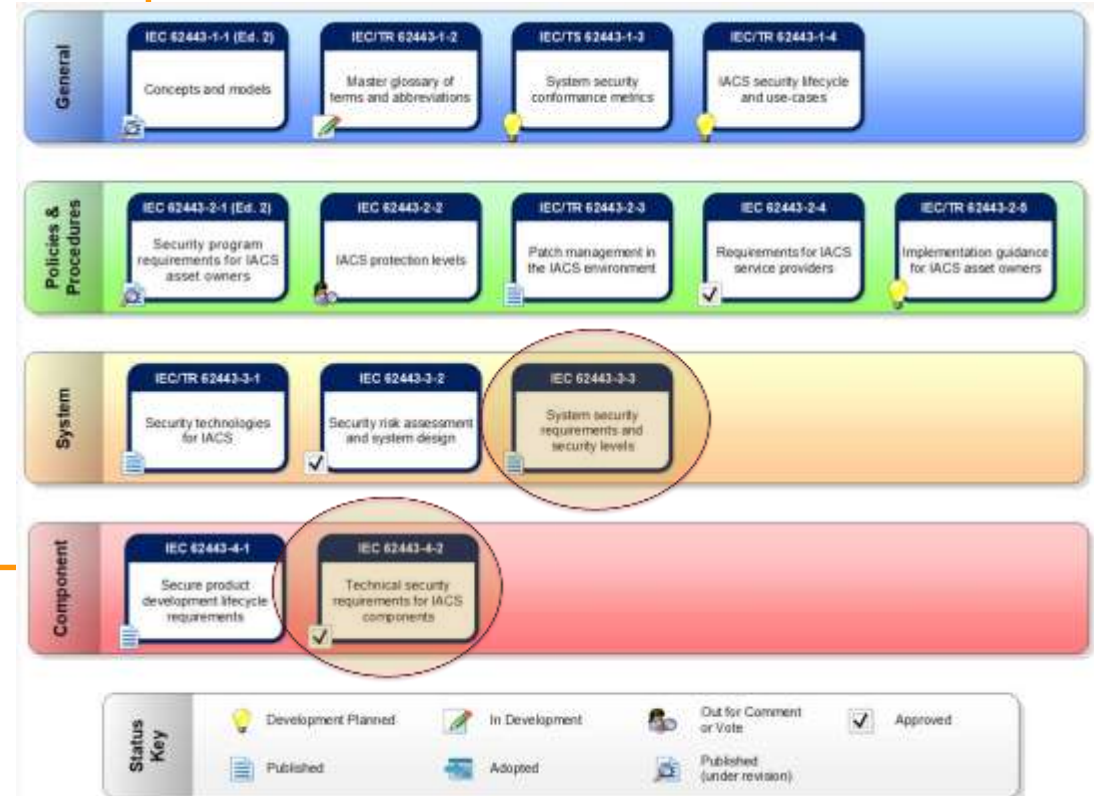 General
IEC 62443-1-1 (Ed. 2)
Concepts and models
IEC/TR 62443-1-2
Master glossary of
terms and abbreviations
IEC/TS 62443-1-3
System security
conformance metrics
IEC/TR 62443-1-4
IACS security lifecycle
and use-cases
Policies &
Procedures
IEC 62443-2-1 (Ed. 2)
Security program
requirements for IACS
asset owners
IEC 62443-2-2
IACS protection levels
IEC/TR 62443-2-3
Patch management in
the IACS environment
IEC 62443-2-4
Requirements for IACS
service providers
IEC/TR
Implementation guidance
for IACS asset owners
System
IEC/TR 62443-3-1
Security technologies
for IACS
IEC 62443-3-2
Security risk assessment
and system design
IEC 62443-3-3
System security
requirements and
security levels
Component
IEC 62443-4-1
Secure product
development lifecycle
requirements
IEC 62443-4-2
Technical security
requirements for IACS
components
Status
Key
Development Planned
In Development
Out for Comment
or Vote
Approved
Published
Adopted
Published
(under revision)